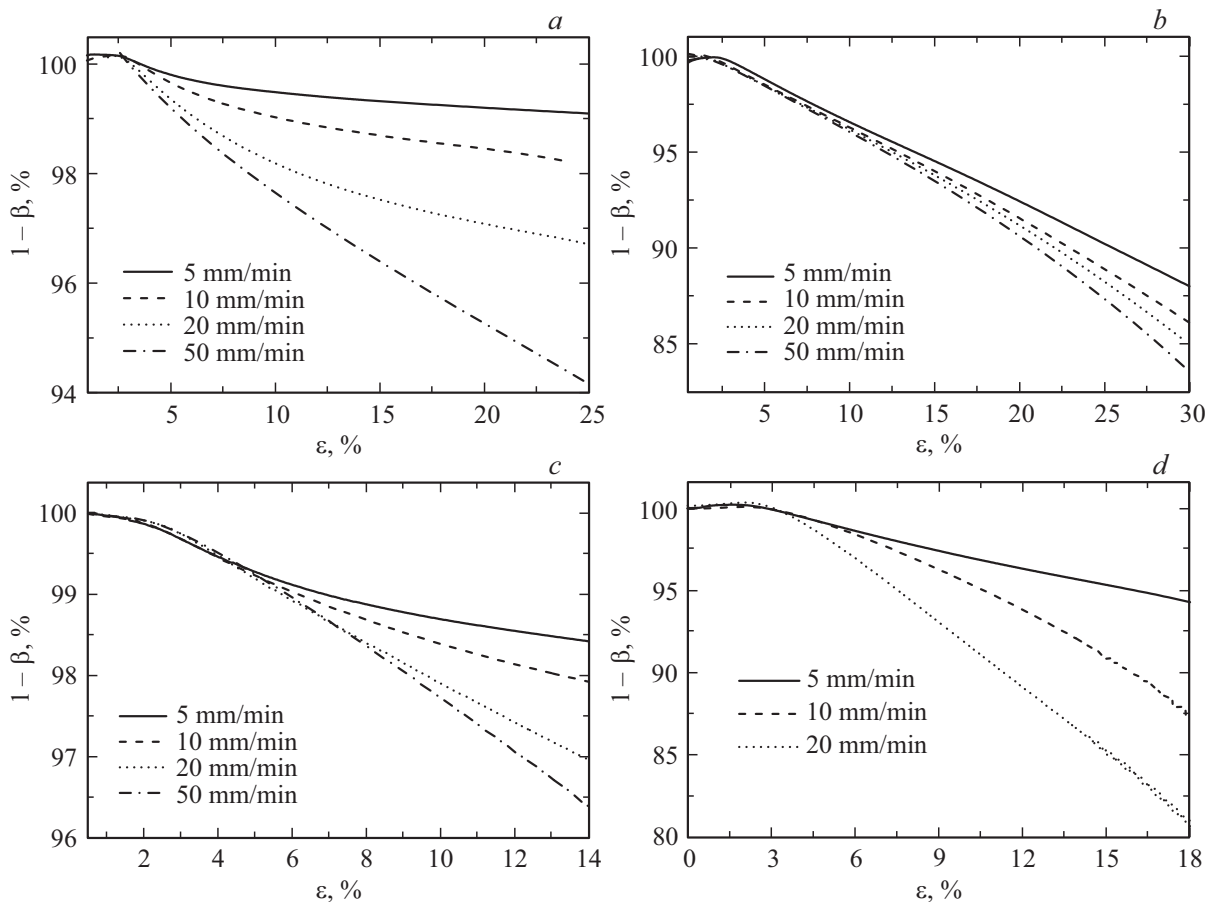 a
100
98
96
94
1 – β, %
5 mm/min
10 mm/min
20 mm/min
50 mm/min
5
10
15
20
25
ε, %
b
100
95
90
85
1 – β, %
5 mm/min
10 mm/min
20 mm/min
50 mm/min
5
10
15
20
25
30
ε, %
c
100
99
98
97
96
1 – β, %
5 mm/min
10 mm/min
20 mm/min
50 mm/min
2
4
6
8
10
12
14
ε, %
d
100
95
90
85
80
1 – β, %
5 mm/min
10 mm/min
20 mm/min
0
3
6
9
12
15
18
ε, %